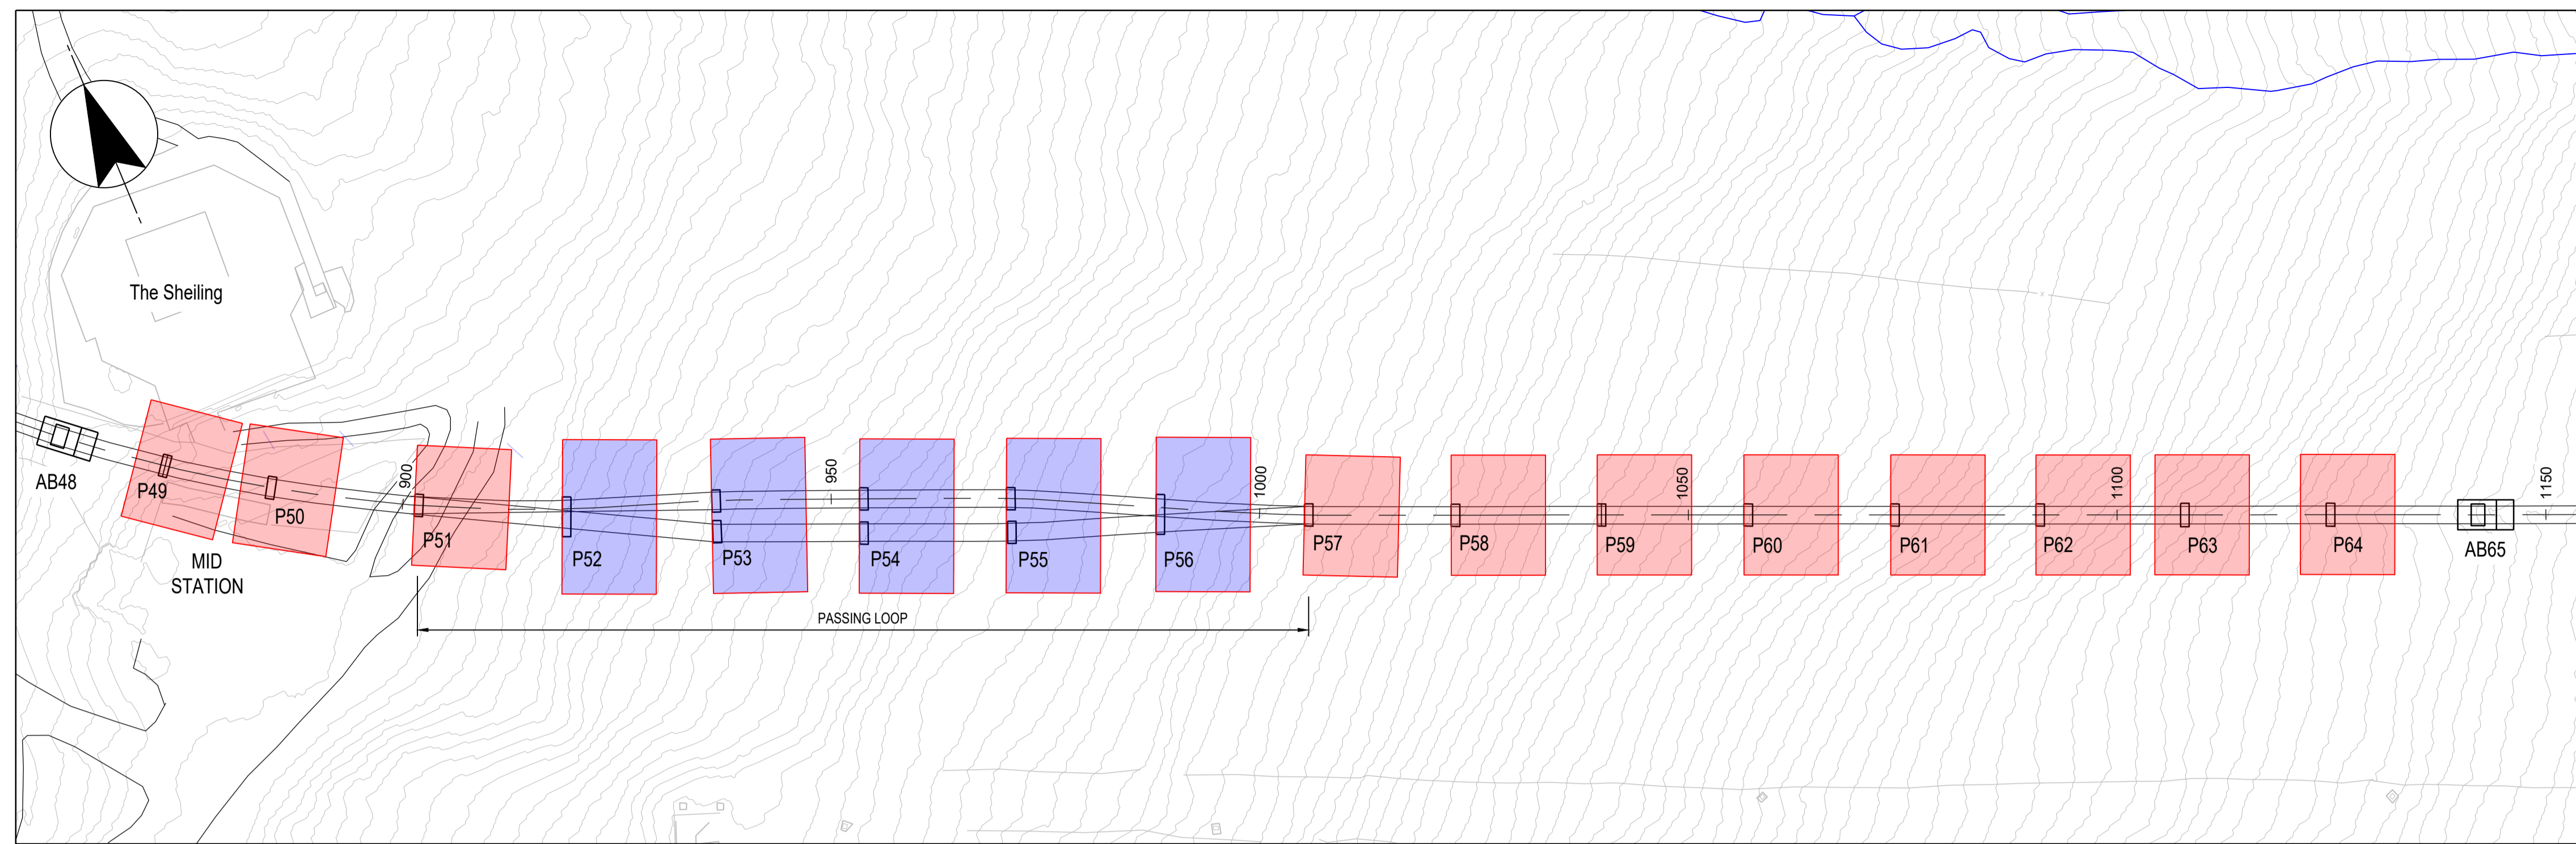 The Sheiling
AB48
P49
P50
MID
STATION
900
P51
P52
P53
950
P54
P55
P56
1000
P57
P58
P59
1050
P60
P61
P62
1100
P63
P64
AB65
1150
PASSING LOOP